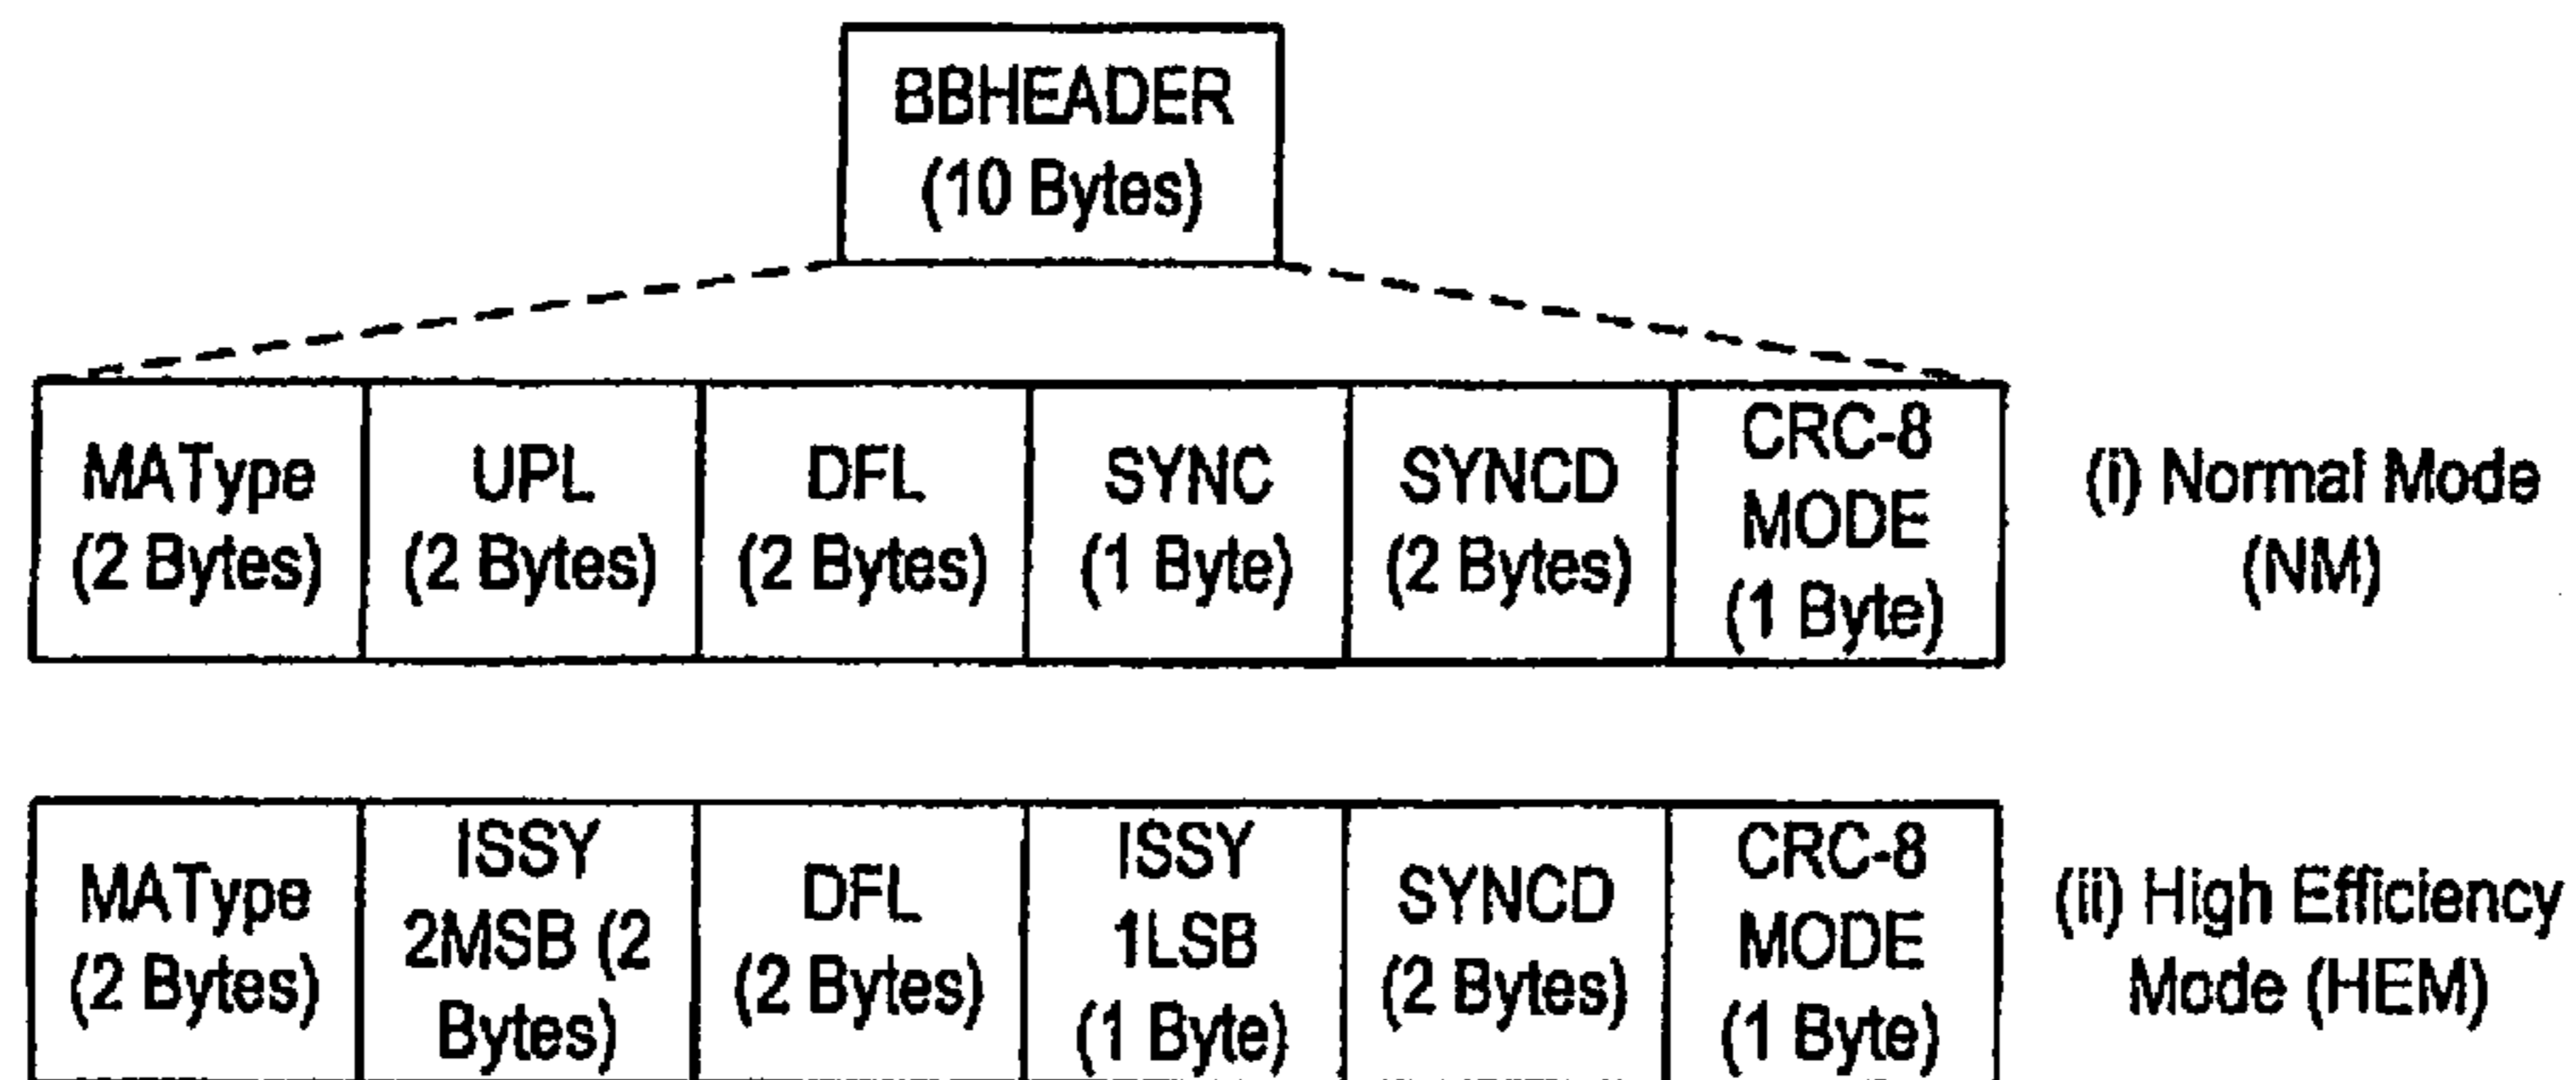 BBHEADER
(10 Bytes)
MAType
(2 Bytes)
UPL
(2 Bytes)
DFL
(2 Bytes)
SYNC
(1 Byte)
SYNCD
(2 Bytes)
CRC-8
MODE
(1 Byte)
(i) Normal Mode
(NM)
MAType
(2 Bytes)
ISSY
2MSB (2
Bytes)
DFL
(2 Bytes)
ISSY
1LSB
(1 Byte)
SYNCD
(2 Bytes)
CRC-8
MODE
(1 Byte)
(ii) High Efficiency
Mode (HEM)